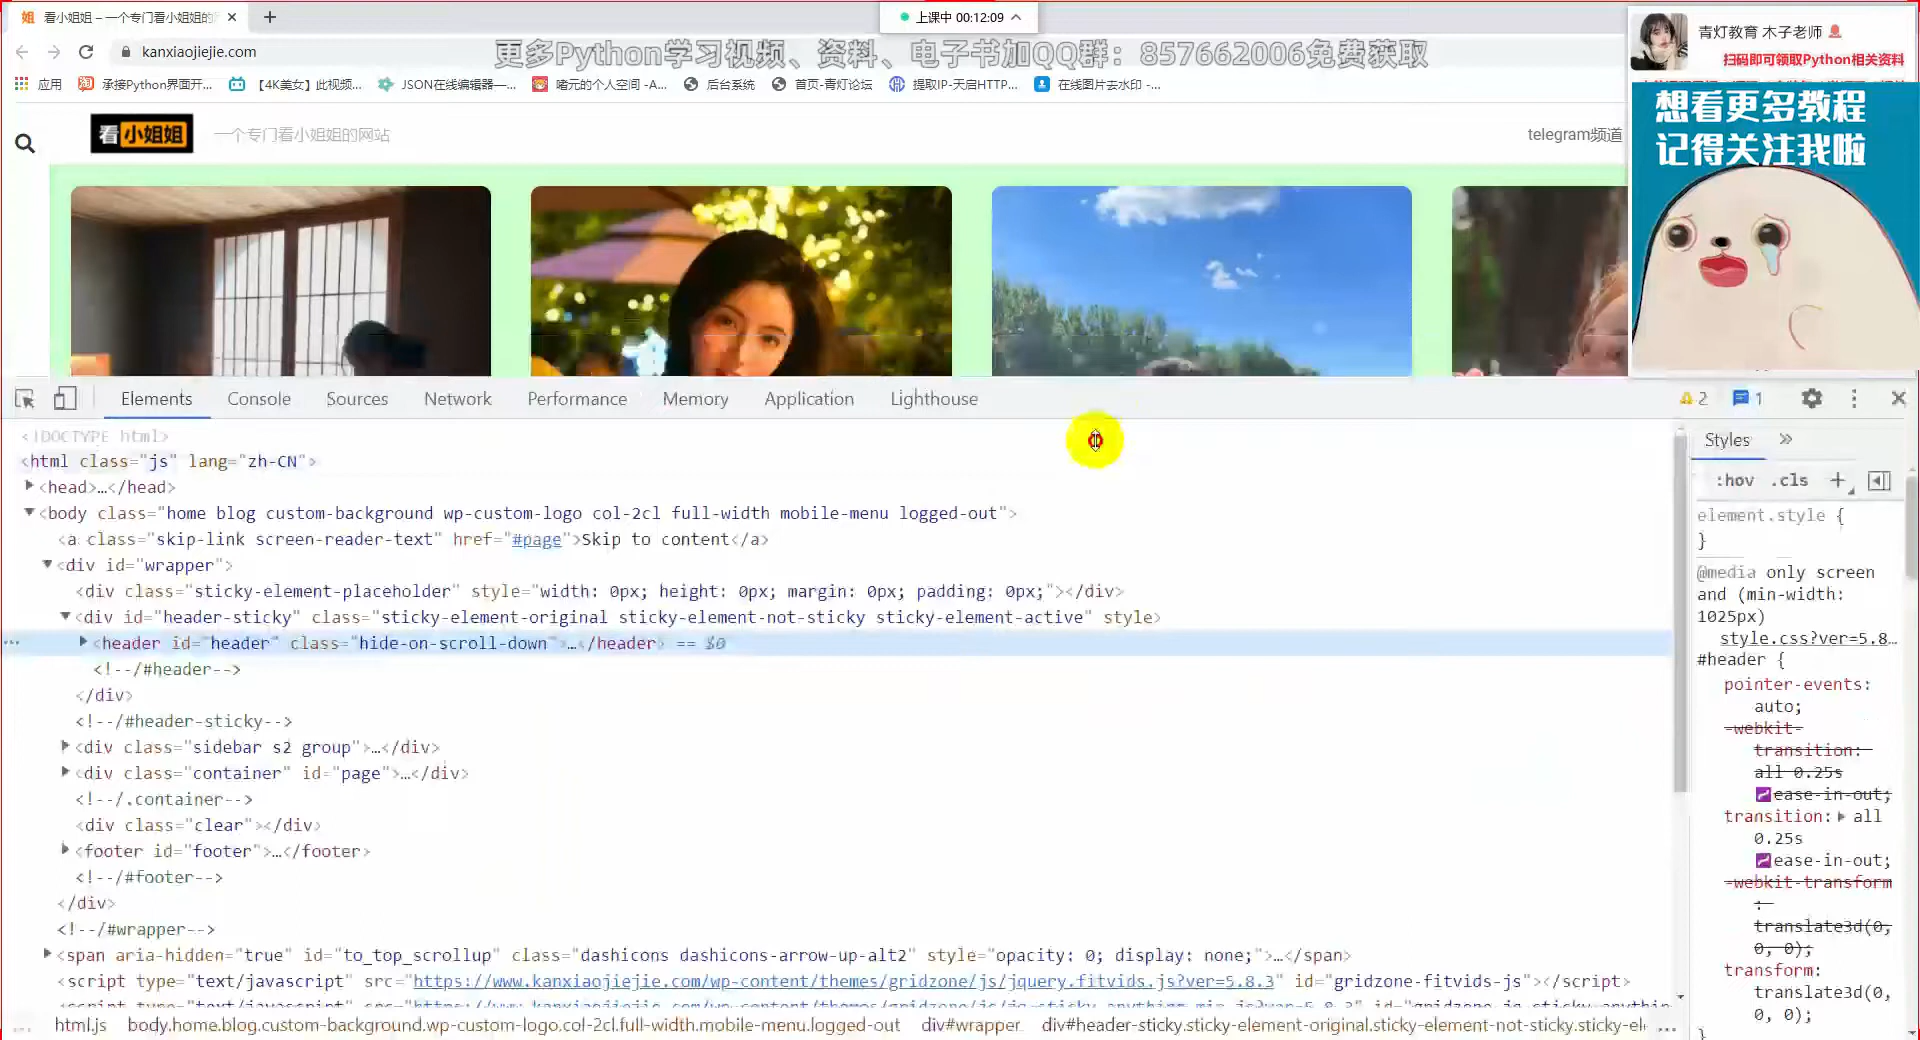 看小姐姐 – 一个专门看小姐姐的
上课中 00:12:09
kanxiaojiejie.com
更多Python学习视频、资料、电子书加QQ群：857662006免费获取
青灯教育 木子老师
扫码即可领取Python相关资料
应用 承接Python界面开... 【4K美女】此视频... JSON在线编辑器—... 啫元的个人空间 -A... 后台系统 首页-青灯论坛 提取IP-天启HTTP... 在线图片去水印 -...
想看更多教程
记得关注我啦
看小姐姐 一个专门看小姐姐的网站 telegram频道
Elements Console Sources Network Performance Memory Application Lighthouse 2 1
<!DOCTYPE html>
<html class="js" lang="zh-CN">
<head>…</head>
<body class="home blog custom-background wp-custom-logo col-2cl full-width mobile-menu logged-out">
<a class="skip-link screen-reader-text" href="#page">Skip to content</a>
<div id="wrapper">
<div class="sticky-element-placeholder" style="width: 0px; height: 0px; margin: 0px; padding: 0px;"></div>
<div id="header-sticky" class="sticky-element-original sticky-element-not-sticky sticky-element-active" style>
<header id="header" class="hide-on-scroll-down">…</header> == $0
<!--/#header-->
</div>
<!--/#header-sticky-->
<div class="sidebar s2 group">…</div>
<div class="container" id="page">…</div>
<!--/.container-->
<div class="clear"></div>
<footer id="footer">…</footer>
<!--/#footer-->
</div>
<!--/#wrapper-->
<span aria-hidden="true" id="to_top_scrollup" class="dashicons dashicons-arrow-up-alt2" style="opacity: 0; display: none;">…</span>
<script type="text/javascript" src="https://www.kanxiaojiejie.com/wp-content/themes/gridzone/js/jquery.fitvids.js?ver=5.8.3" id="gridzone-fitvids-js"></script>
html.js body.home.blog.custom-background.wp-custom-logo.col-2cl.full-width.mobile-menu.logged-out div#wrapper div#header-sticky.sticky-element-original.sticky-element-not-sticky.sticky-el ...
Styles
:hov .cls
element.style {
}
@media only screen
and (min-width:
1025px)
style.css?ver=5.8…
#header {
pointer-events:
auto;
-webkit-
transition:
all 0.25s
ease-in-out;
transition: all
0.25s
ease-in-out;
-webkit-transform
:
translate3d(0,
0, 0);
transform:
translate3d(0,
0, 0);
}